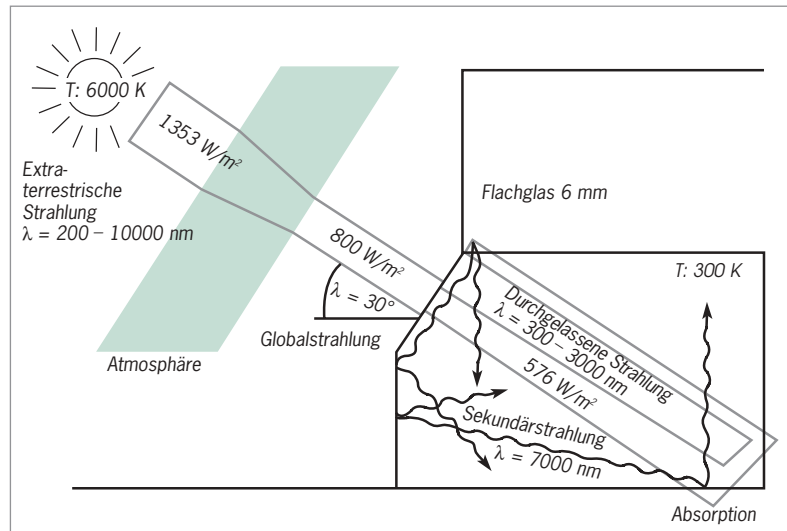 T: 6000 K
1353 W/m²
Extra-
terrestrische
Strahlung
λ = 200 – 10000 nm
Flachglas 6 mm
800 W/m²
T: 300 K
λ = 30°
Durchgelassene Strahlung
λ = 300 – 3000 nm
Globalstrahlung
Atmosphäre
576 W/m²
Sekundärstrahlung
λ = 7000 nm
Absorption